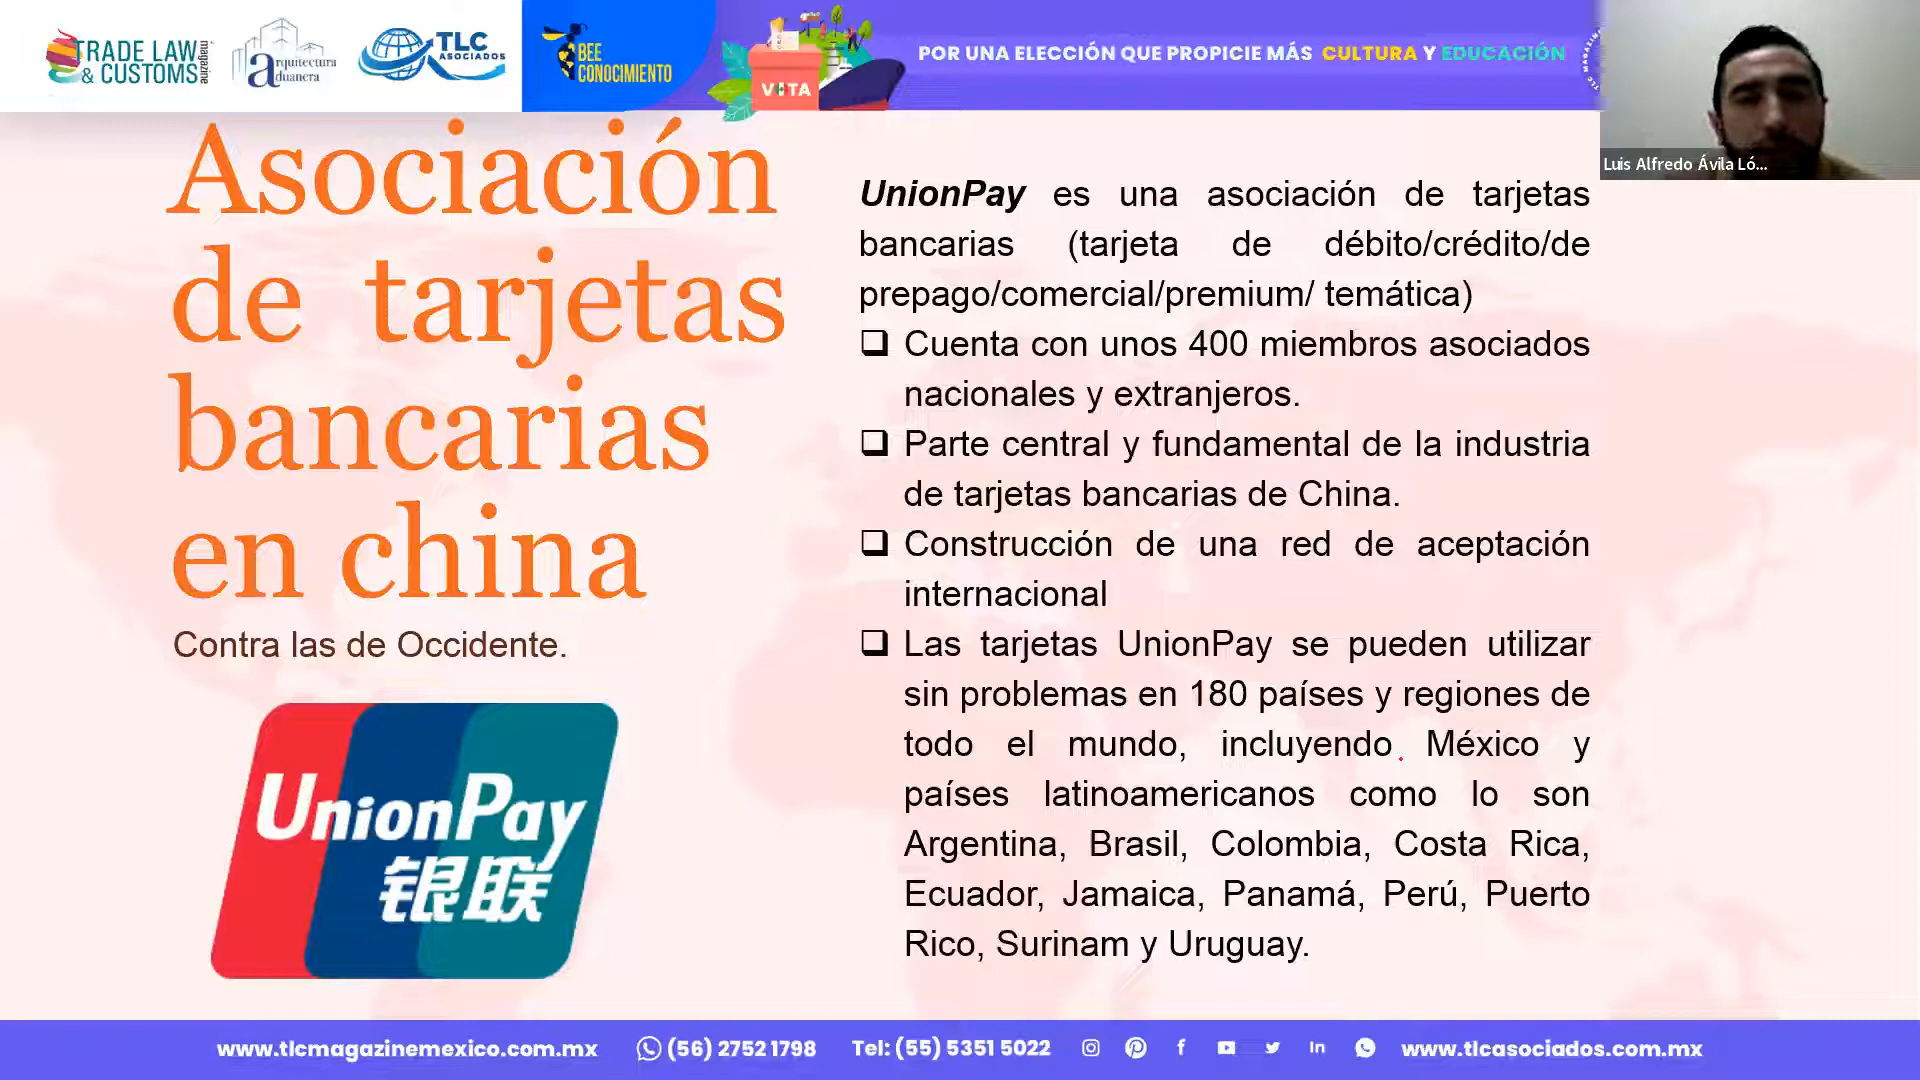 TRADE LAW
& CUSTOMS
magazine
arquitectura
aduanera
TLC
ASOCIADOS
BEE
CONOCIMIENTO
VOTA
POR UNA ELECCIÓN QUE PROPICIE MÁS CULTURA Y EDUCACIÓN
Luis Alfredo Ávila Ló...
Asociación
de tarjetas
bancarias
en china
Contra las de Occidente.
UnionPay
银联
UnionPay es una asociación de tarjetas
bancarias (tarjeta de débito/crédito/de
prepago/comercial/premium/ temática)
Cuenta con unos 400 miembros asociados
nacionales y extranjeros.
Parte central y fundamental de la industria
de tarjetas bancarias de China.
Construcción de una red de aceptación
internacional
Las tarjetas UnionPay se pueden utilizar
sin problemas en 180 países y regiones de
todo el mundo, incluyendo México y
países latinoamericanos como lo son
Argentina, Brasil, Colombia, Costa Rica,
Ecuador, Jamaica, Panamá, Perú, Puerto
Rico, Surinam y Uruguay.
www.tlcmagazinemexico.com.mx (56) 2752 1798 Tel: (55) 5351 5022 www.tlcasociados.com.mx